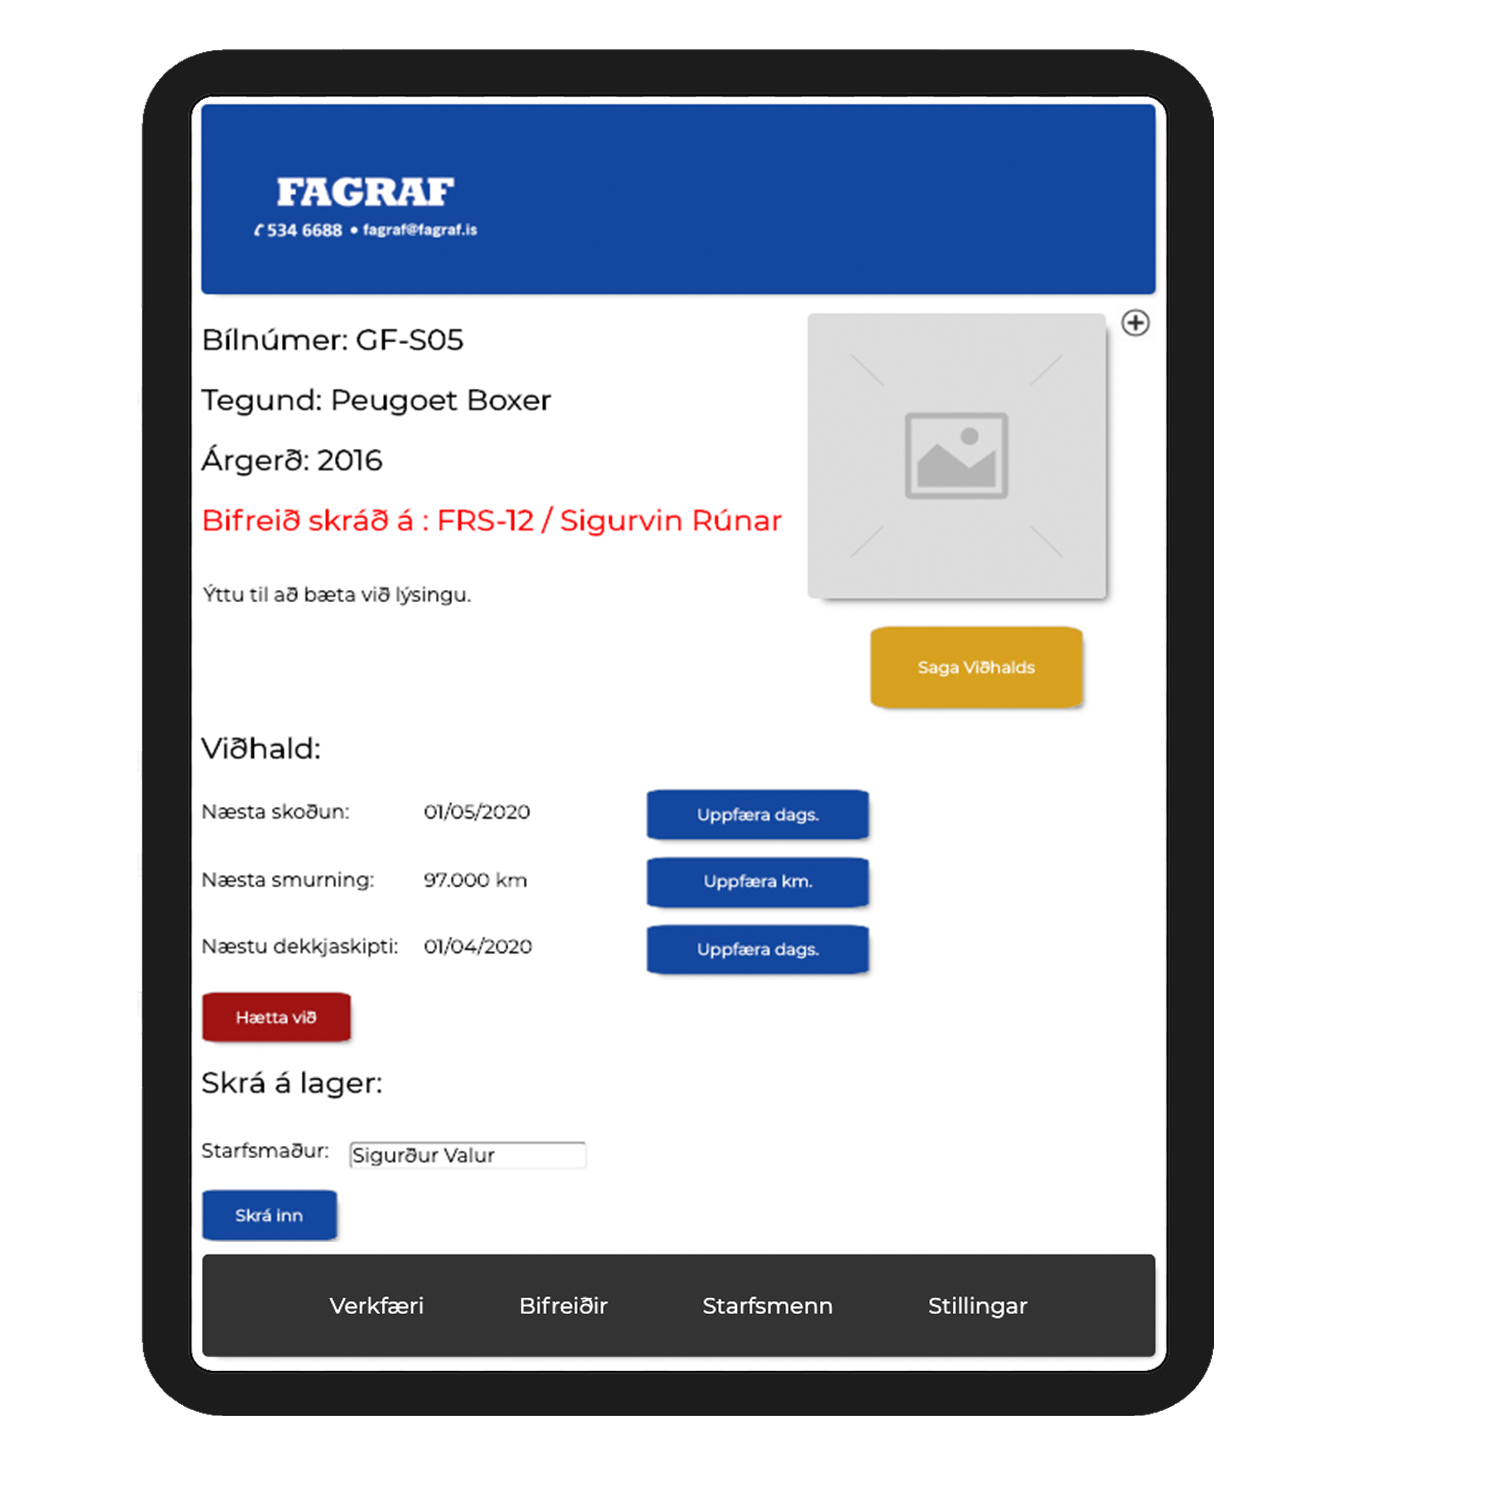 FAGRAF
✆ 534 6688 • fagraf@fagraf.is
Bílnúmer: GF-S05
Tegund: Peugoet Boxer
Árgerð: 2016
Bifreið skráð á : FRS-12 / Sigurvin Rúnar
Ýttu til að bæta við lýsingu.
Saga Viðhalds
Viðhald:
Næsta skoðun: 01/05/2020 Uppfæra dags.
Næsta smurning: 97.000 km Uppfæra km.
Næstu dekkjaskipti: 01/04/2020 Uppfæra dags.
Hætta við
Skrá á lager:
Starfsmaður: Sigurður Valur
Skrá inn
Verkfæri Bifreiðir Starfsmenn Stillingar